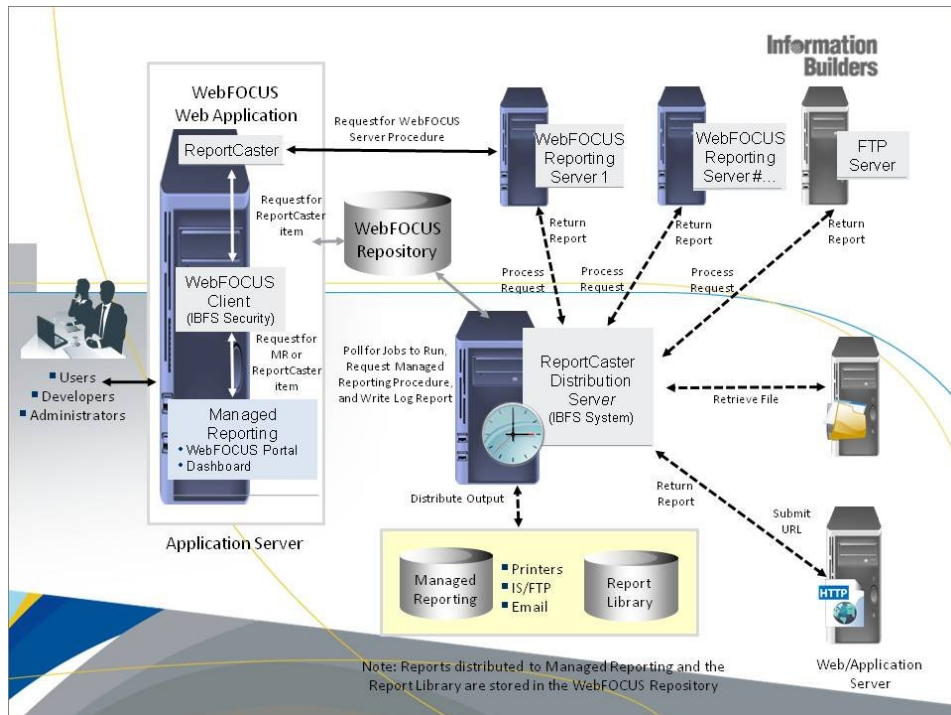 Information
Builders
WebFOCUS
Web Application
ReportCaster
Request for WebFOCUS
Server Procedure
WebFOCUS
Reporting
Server 1
WebFOCUS
Reporting
Server #...
FTP
Server
Request for
ReportCaster
item
WebFOCUS
Repository
Return
Report
Return
Report
Return
Report
Process
Request
Process
Request
Process
Request
WebFOCUS
Client
(IBFS Security)
Request for
MR or
ReportCaster
item
Users
Developers
Administrators
Managed
Reporting
WebFOCUS Portal
Dashboard
Application Server
Poll for Jobs to Run,
Request Managed
Reporting Procedure,
and Write Log Report
ReportCaster
Distribution
Server
(IBFS System)
Retrieve File
Distribute Output
Return
Report
Submit
URL
HTTP
Web/Application
Server
Managed
Reporting
Printers
IS/FTP
Email
Report
Library
Note: Reports distributed to Managed Reporting and the
Report Library are stored in the WebFOCUS Repository